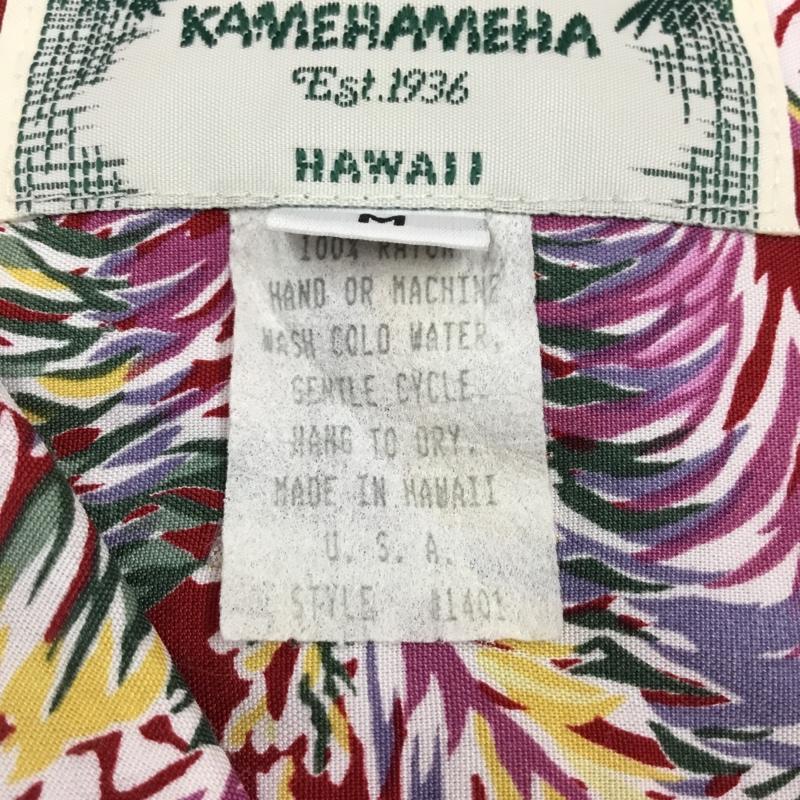 KAMEHAMEHA
Est. 1936
HAWAII
M
100% RAYON
HAND OR MACHINE
WASH COLD WATER,
GENTLE CYCLE.
HANG TO DRY.
MADE IN HAWAII
U. S. A.
STYLE #1401